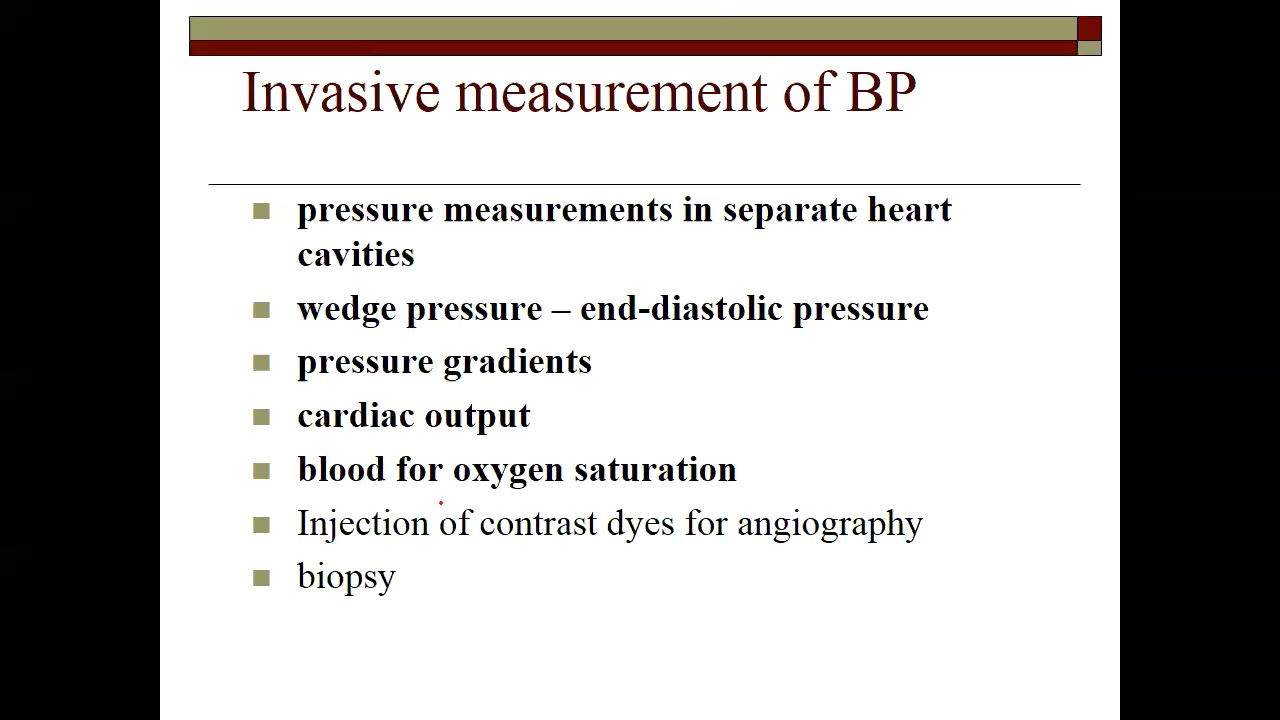 Invasive measurement of BP
pressure measurements in separate heart
cavities
wedge pressure – end-diastolic pressure
pressure gradients
cardiac output
blood for oxygen saturation
Injection of contrast dyes for angiography
biopsy